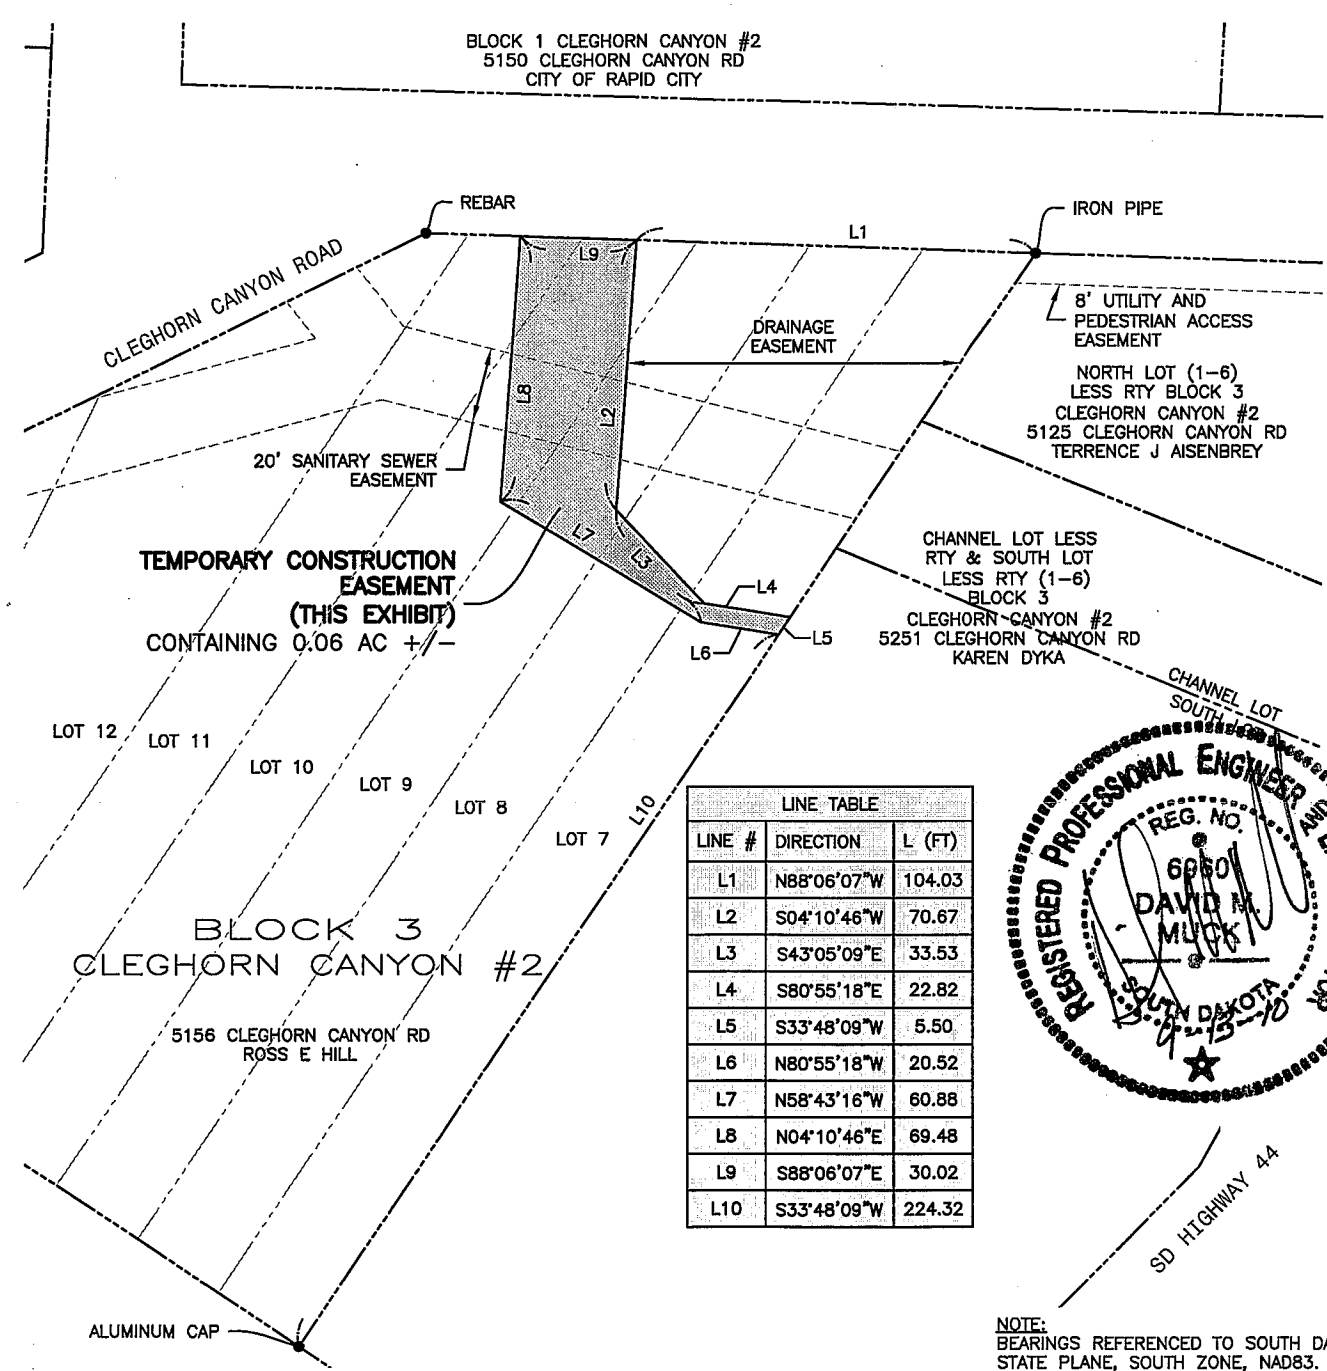 BLOCK 1 CLEGHORN CANYON #2
5150 CLEGHORN CANYON RD
CITY OF RAPID CITY
REBAR
IRON PIPE
L1
L9
CLEGHORN CANYON ROAD
8' UTILITY AND
PEDESTRIAN ACCESS
EASEMENT
DRAINAGE
EASEMENT
NORTH LOT (1-6)
LESS RTY BLOCK 3
CLEGHORN CANYON #2
5125 CLEGHORN CANYON RD
TERRENCE J AISENBREY
L8
L2
20' SANITARY SEWER
EASEMENT
L7
L3
TEMPORARY CONSTRUCTION
EASEMENT
(THIS EXHIBIT)
CONTAINING 0.06 AC +/-
CHANNEL LOT LESS
RTY & SOUTH LOT
LESS RTY (1-6)
BLOCK 3
CLEGHORN CANYON #2
5251 CLEGHORN CANYON RD
KAREN DYKA
L4
L5
L6
CHANNEL LOT
SOUTH LOT
LOT 12
LOT 11
LOT 10
LOT 9
LOT 8
LOT 7
L10
LINE TABLE
LINE # DIRECTION L (FT)
L1 N88°06'07"W 104.03
L2 S04°10'46"W 70.67
L3 S43°05'09"E 33.53
L4 S80°55'18"E 22.82
L5 S33°48'09"W 5.50
L6 N80°55'18"W 20.52
L7 N58°43'16"W 60.88
L8 N04°10'46"E 69.48
L9 S88°06'07"E 30.02
L10 S33°48'09"W 224.32
REGISTERED PROFESSIONAL ENGINEER AND
REG. NO.
6960
DAVID M.
MUCK
SOUTH DAKOTA
9-13-10
BLOCK 3
CLEGHORN CANYON #2
5156 CLEGHORN CANYON RD
ROSS E HILL
SD HIGHWAY 44
ALUMINUM CAP
NOTE:
BEARINGS REFERENCED TO SOUTH DA
STATE PLANE, SOUTH ZONE, NAD83.